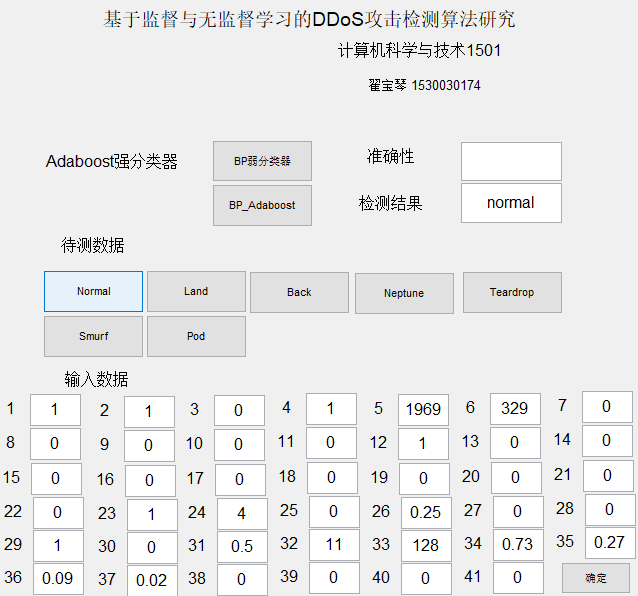 基于监督与无监督学习的DDoS攻击检测算法研究
计算机科学与技术1501
翟宝琴 1530030174
Adaboost强分类器 BP弱分类器 准确性
BP_Adaboost 检测结果 normal
待测数据
Normal Land Back Neptune Teardrop
Smurf Pod
输入数据
1 1 2 1 3 0 4 1 5 1969 6 329 7 0
8 0 9 0 10 0 11 0 12 1 13 0 14 0
15 0 16 0 17 0 18 0 19 0 20 0 21 0
22 0 23 1 24 4 25 0 26 0.25 27 0 28 0
29 1 30 0 31 0.5 32 11 33 128 34 0.73 35 0.27
36 0.09 37 0.02 38 0 39 0 40 0 41 0 确定